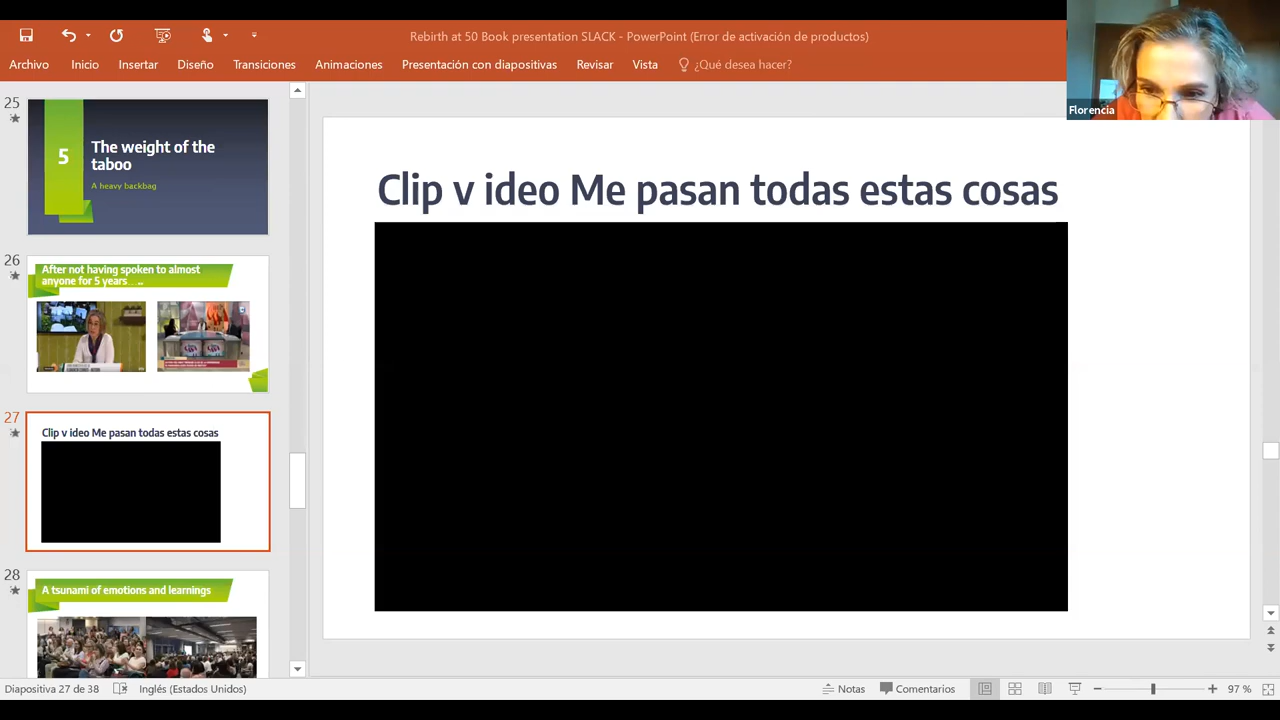 Rebirth at 50 Book presentation SLACK - PowerPoint (Error de activación de productos)
Archivo Inicio Insertar Diseño Transiciones Animaciones Presentación con diapositivas Revisar Vista ¿Qué desea hacer?
Florencia
25
5
The weight of the
taboo
A heavy backbag
26
After not having spoken to almost
anyone for 5 years…..
27
Clip v ideo Me pasan todas estas cosas
28
A tsunami of emotions and learnings
Clip v ideo Me pasan todas estas cosas
Diapositiva 27 de 38 Inglés (Estados Unidos) Notas Comentarios 97 %